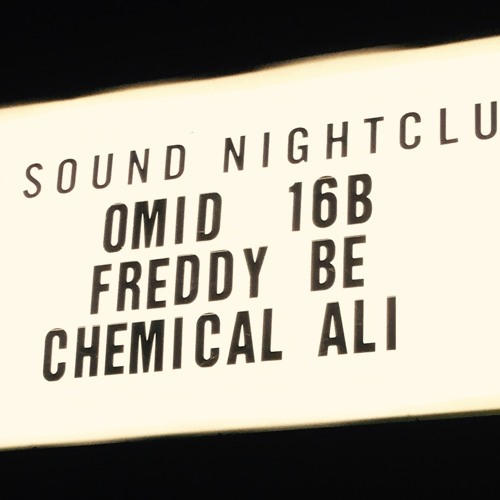 SOUND NIGHTCLU
OMID 16B
FREDDY BE
CHEMICAL ALI